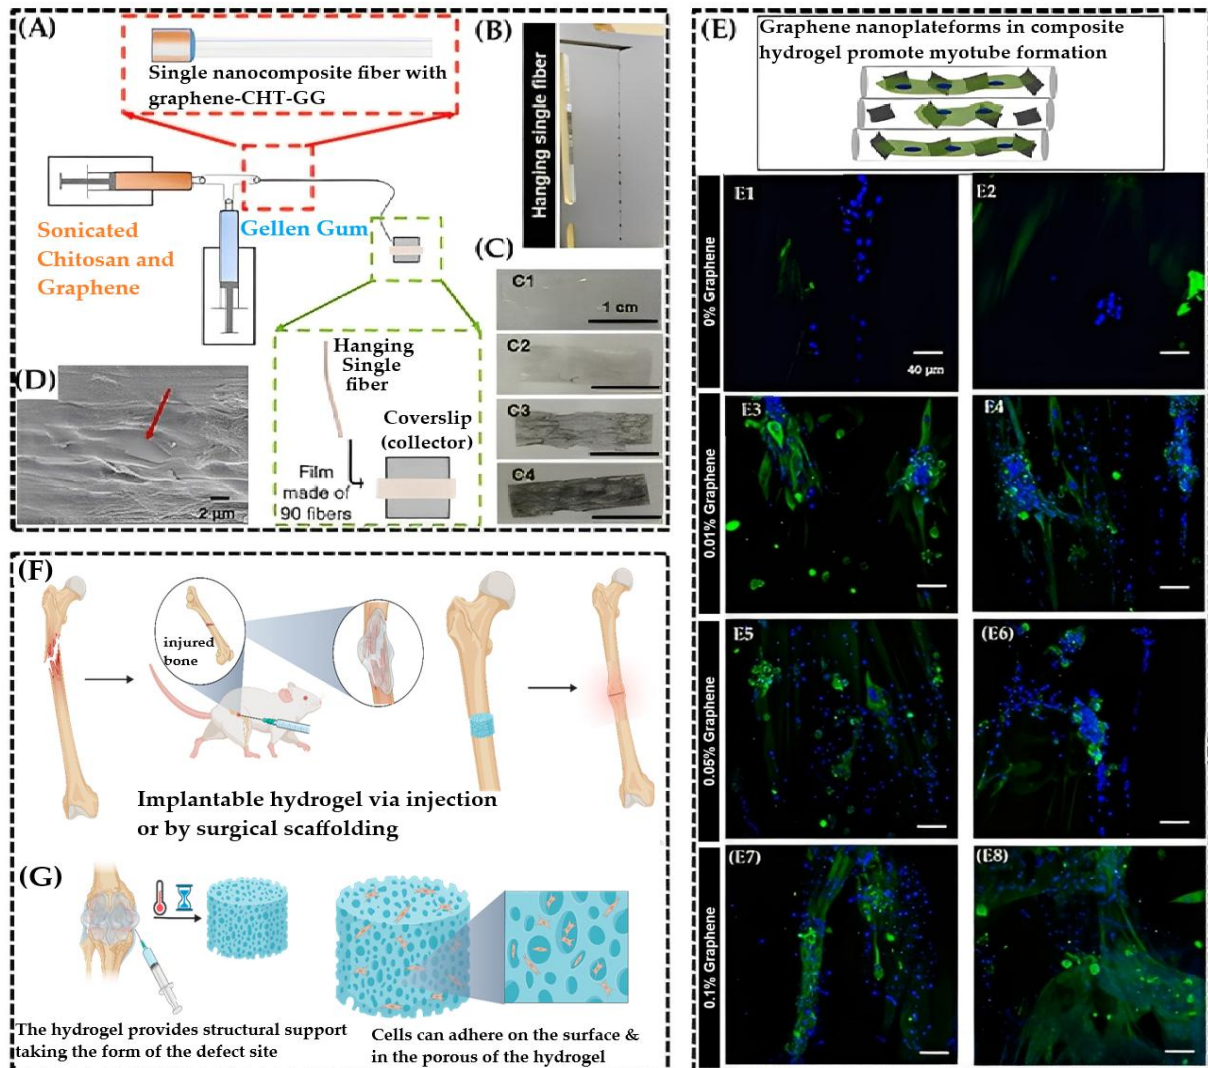 (A)
Single nanocomposite fiber with
graphene-CHT-GG
Sonicated
Chitosan and
Graphene
Gellen Gum
Hanging
Single
fiber
Coverslip
(collector)
Film
made of
90 fibers
(B)
Hanging single fiber
(C)
C1
1 cm
C2
C3
C4
(D)
2 µm
(E)
Graphene nanoplateforms in composite
hydrogel promote myotube formation
0% Graphene
E1
40 µm
E2
0.01% Graphene
E3
E4
0.05% Graphene
E5
(E6)
0.1% Graphene
(E7)
(E8)
(F)
injured
bone
Implantable hydrogel via injection
or by surgical scaffolding
(G)
The hydrogel provides structural support
taking the form of the defect site
Cells can adhere on the surface &
in the porous of the hydrogel